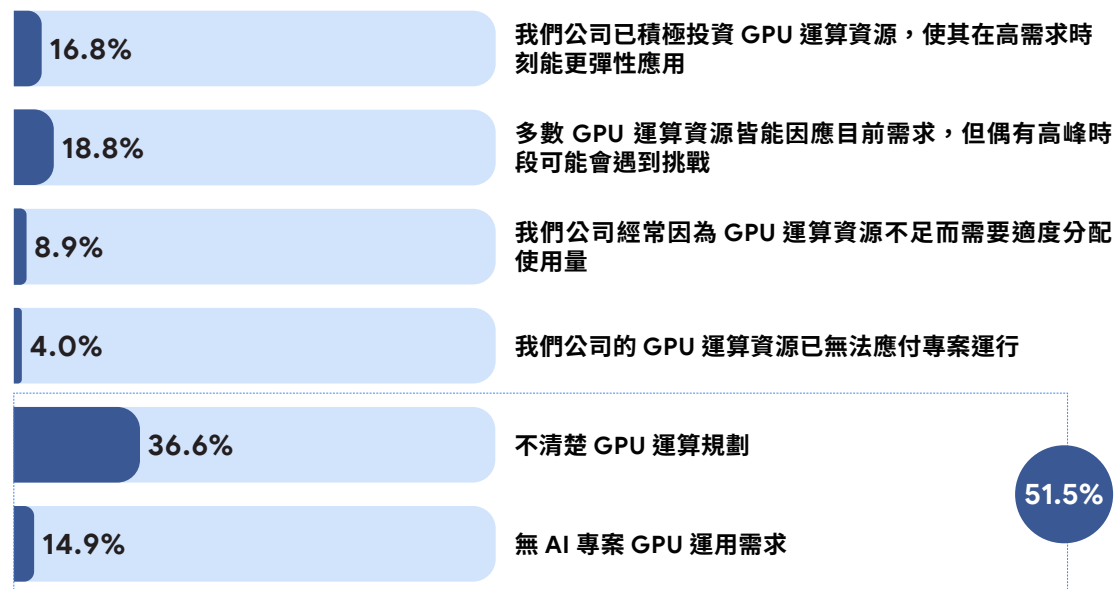 16.8%
我們公司已積極投資 GPU 運算資源，使其在高需求時
刻能更彈性應用
18.8%
多數 GPU 運算資源皆能因應目前需求，但偶有高峰時
段可能會遇到挑戰
8.9%
我們公司經常因為 GPU 運算資源不足而需要適度分配
使用量
4.0%
我們公司的 GPU 運算資源已無法應付專案運行
36.6%
不清楚 GPU 運算規劃
51.5%
14.9%
無 AI 專案 GPU 運用需求